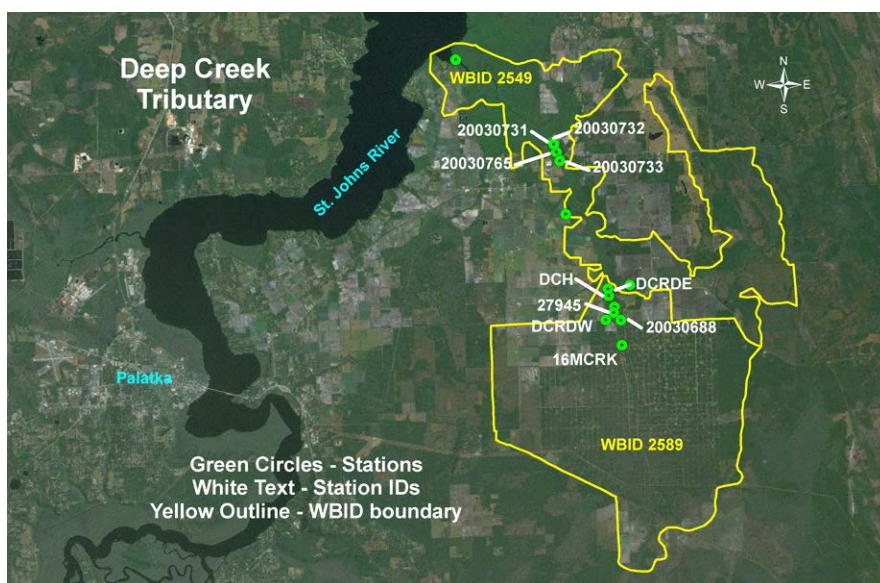 Deep Creek
Tributary
WBID 2549
N
W E
S
20030731
20030732
20030765
20030733
St. Johns River
DCH
DCRDE
27945
DCRDW
20030688
16MCRK
Palatka
WBID 2589
Green Circles - Stations
White Text - Station IDs
Yellow Outline - WBID boundary